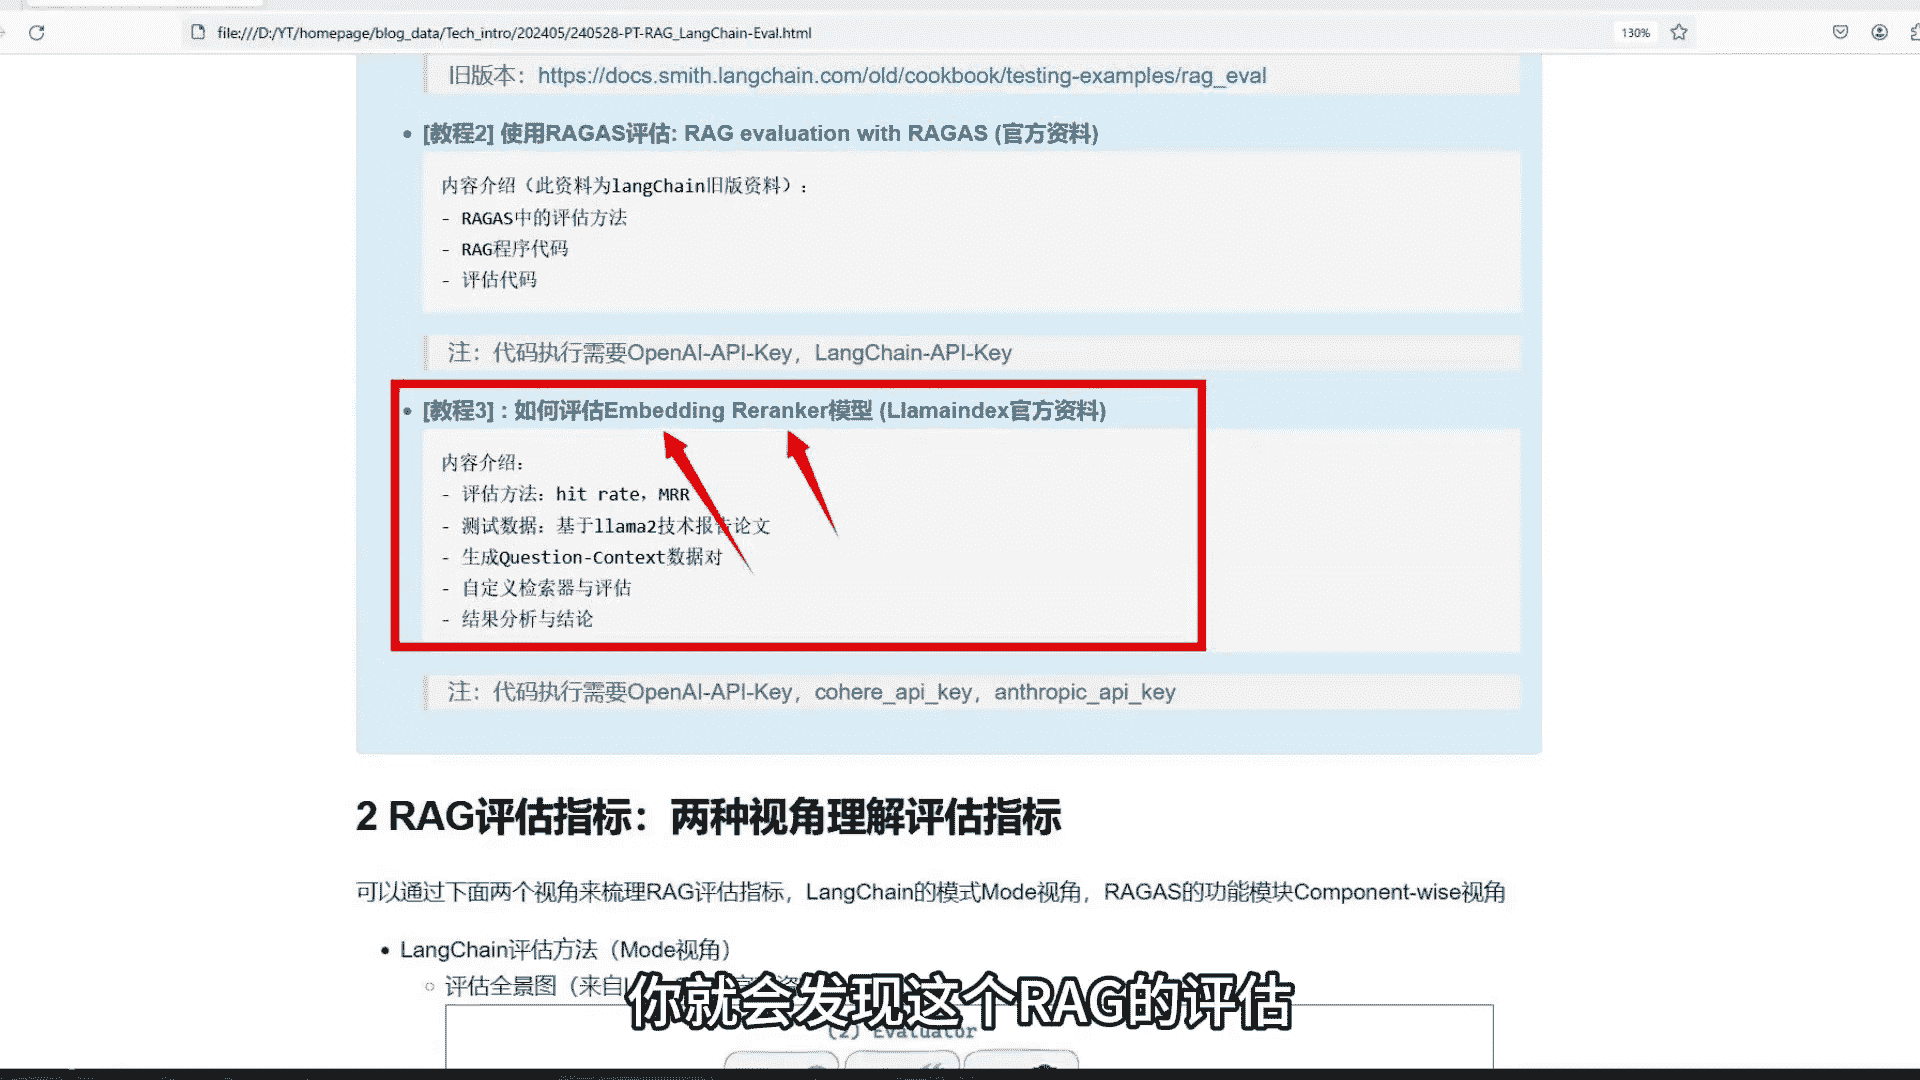 file:///D:/YT/homepage/blog_data/Tech_intro/202405/240528-PT-RAG_LangChain-Eval.html
130%
旧版本：https://docs.smith.langchain.com/old/cookbook/testing-examples/rag_eval
[教程2] 使用RAGAS评估: RAG evaluation with RAGAS (官方资料)
内容介绍（此资料为langChain旧版资料）：
- RAGAS中的评估方法
- RAG程序代码
- 评估代码
注：代码执行需要OpenAI-API-Key，LangChain-API-Key
[教程3]：如何评估Embedding Reranker模型 (Llamaindex官方资料)
内容介绍：
- 评估方法：hit rate，MRR
- 测试数据：基于llama2技术报告论文
- 生成Question-Context数据对
- 自定义检索器与评估
- 结果分析与结论
注：代码执行需要OpenAI-API-Key，cohere_api_key，anthropic_api_key
2 RAG评估指标：两种视角理解评估指标
可以通过下面两个视角来梳理RAG评估指标，LangChain的模式Mode视角，RAGAS的功能模块Component-wise视角
LangChain评估方法（Mode视角）
评估全景图（来自
你就会发现这个RAG的评估
(2) Evaluator